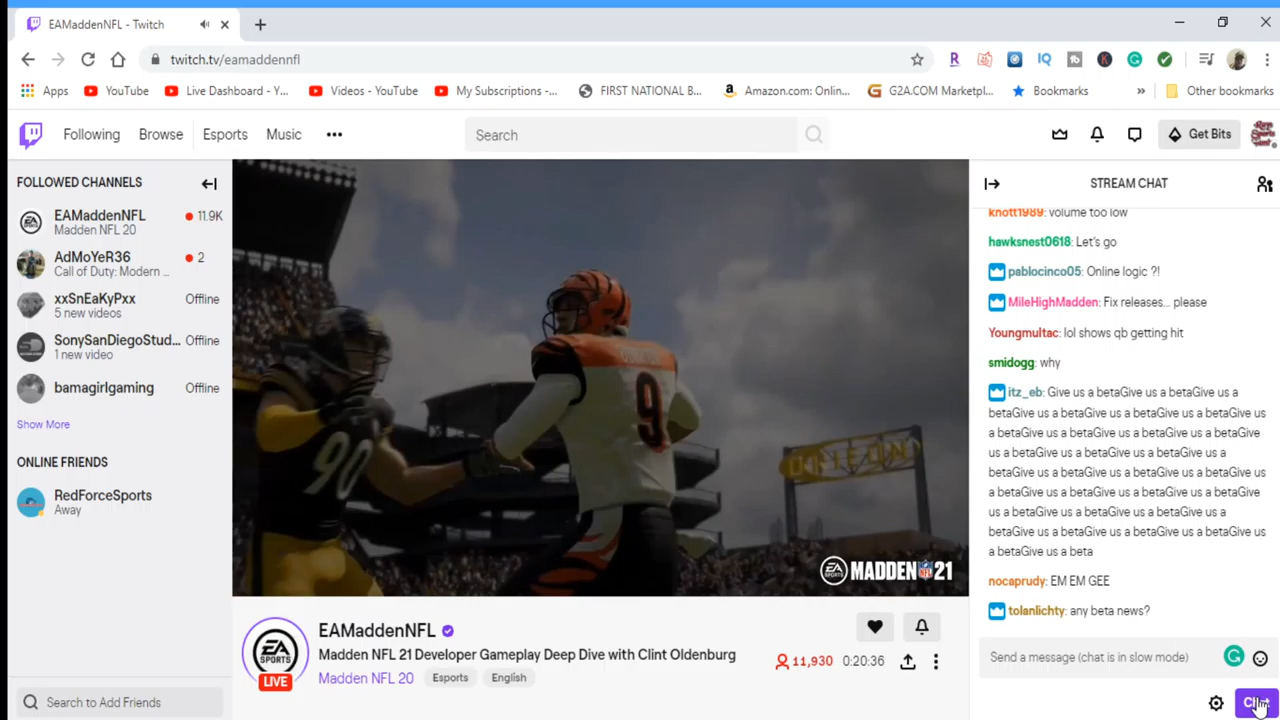 EAMaddenNFL - Twitch
twitch.tv/eamaddennfl
Apps YouTube Live Dashboard - Y... Videos - YouTube My Subscriptions -... FIRST NATIONAL B... Amazon.com: Onlin... G2A.COM Marketpl... Bookmarks » Other bookmarks
Following Browse Esports Music ••• Search Get Bits
FOLLOWED CHANNELS
EAMaddenNFL 11.9K
Madden NFL 20
AdMoYeR36 2
Call of Duty: Modern ...
xxSnEaKyPxx Offline
5 new videos
SonySanDiegoStud... Offline
1 new video
bamagirlgaming Offline
Show More
ONLINE FRIENDS
RedForceSports
Away
Search to Add Friends
90
9
EA SPORTS MADDEN NFL 21
EA SPORTS
LIVE
EAMaddenNFL
Madden NFL 21 Developer Gameplay Deep Dive with Clint Oldenburg
Madden NFL 20 Esports English
11,930 0:20:36
STREAM CHAT
knott1989: volume too low
hawksnest0618: Let's go
pablocinco05: Online logic ?!
MileHighMadden: Fix releases... please
Youngmultac: lol shows qb getting hit
smidogg: why
itz_eb: Give us a betaGive us a betaGive us a
betaGive us a betaGive us a betaGive us a betaGive us
a betaGive us a betaGive us a betaGive us a betaGive
us a betaGive us a betaGive us a betaGive us a
betaGive us a betaGive us a betaGive us a betaGive us
a betaGive us a betaGive us a betaGive us a betaGive
us a betaGive us a betaGive us a betaGive us a
betaGive us a betaGive us a betaGive us a betaGive us
a betaGive us a beta
nocaprudy: EM EM GEE
tolanlichty: any beta news?
Send a message (chat is in slow mode)
Chat